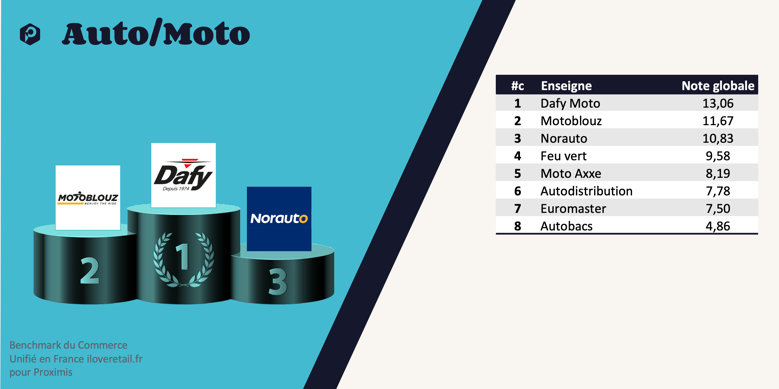 Auto/Moto
MOTOBLOUZ
ENJOY THE RIDE
Dafy
Depuis 1974
Norauto
2
1
3
Benchmark du Commerce
Unifié en France iloveretail.fr
pour Proximis
#c Enseigne Note globale
1 Dafy Moto 13,06
2 Motoblouz 11,67
3 Norauto 10,83
4 Feu vert 9,58
5 Moto Axxe 8,19
6 Autodistribution 7,78
7 Euromaster 7,50
8 Autobacs 4,86